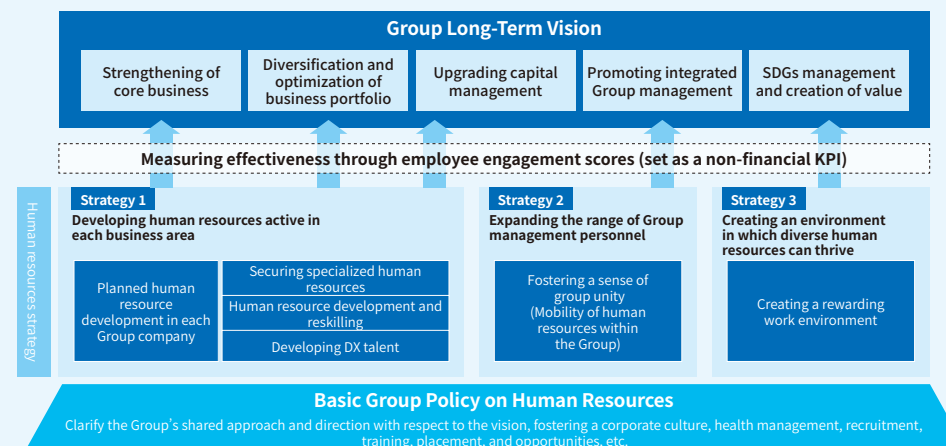 Group Long-Term Vision
Strengthening of
core business
Diversification and
optimization of
business portfolio
Upgrading capital
management
Promoting integrated
Group management
SDGs management
and creation of value
Measuring effectiveness through employee engagement scores (set as a non-financial KPI)
Human resources strategy
Strategy 1
Developing human resources active in
each business area
Planned human
resource
development in each
Group company
Securing specialized human
resources
Human resource development and
reskilling
Developing DX talent
Strategy 2
Expanding the range of Group
management personnel
Fostering a sense of
group unity
(Mobility of human
resources within
the Group)
Strategy 3
Creating an environment
in which diverse human
resources can thrive
Creating a rewarding
work environment
Basic Group Policy on Human Resources
Clarify the Group's shared approach and direction with respect to the vision, fostering a corporate culture, health management, recruitment,
training, placement, and opportunities, etc.